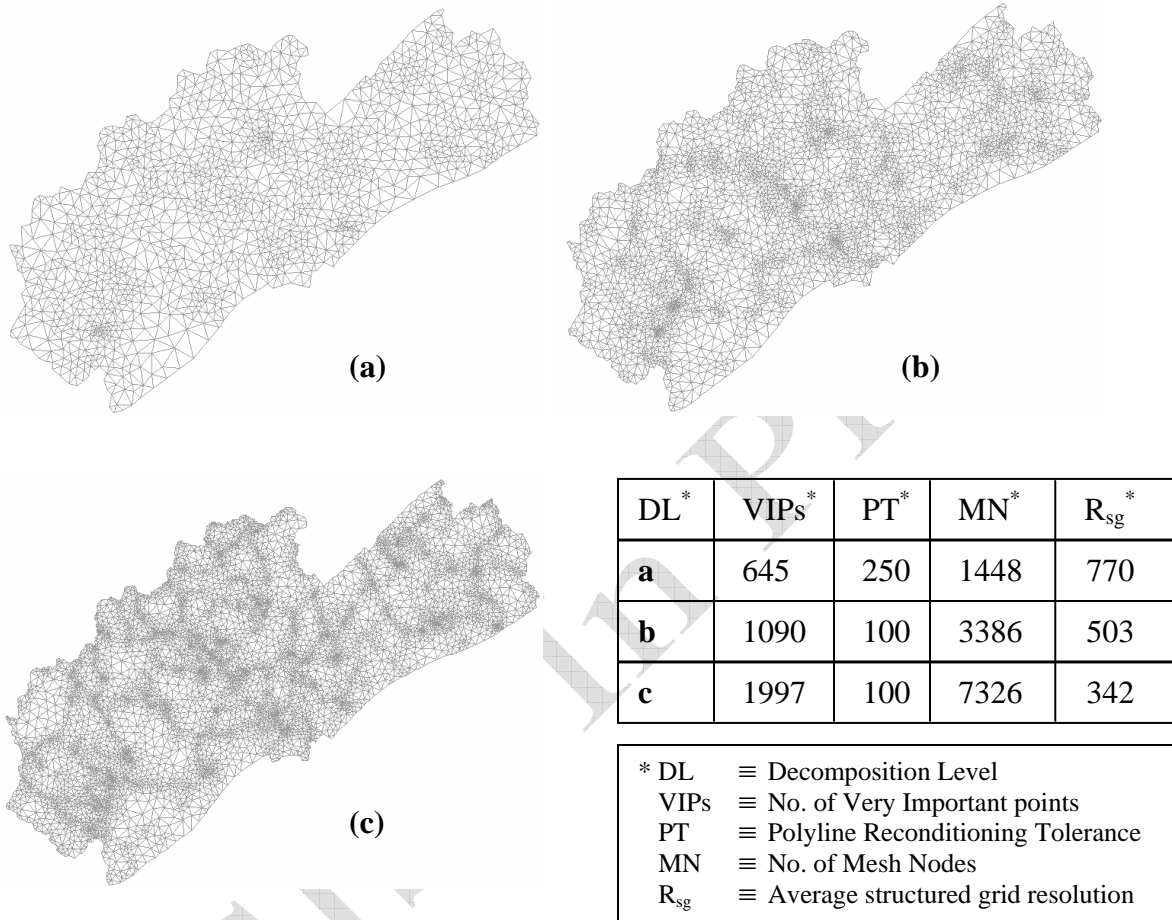 (a)
(b)
(c)
DL* VIPs* PT* MN* Rsg*
a 645 250 1448 770
b 1090 100 3386 503
c 1997 100 7326 342
* DL ≡ Decomposition Level
VIPs ≡ No. of Very Important points
PT ≡ Polyline Reconditioning Tolerance
MN ≡ No. of Mesh Nodes
Rsg ≡ Average structured grid resolution
in P